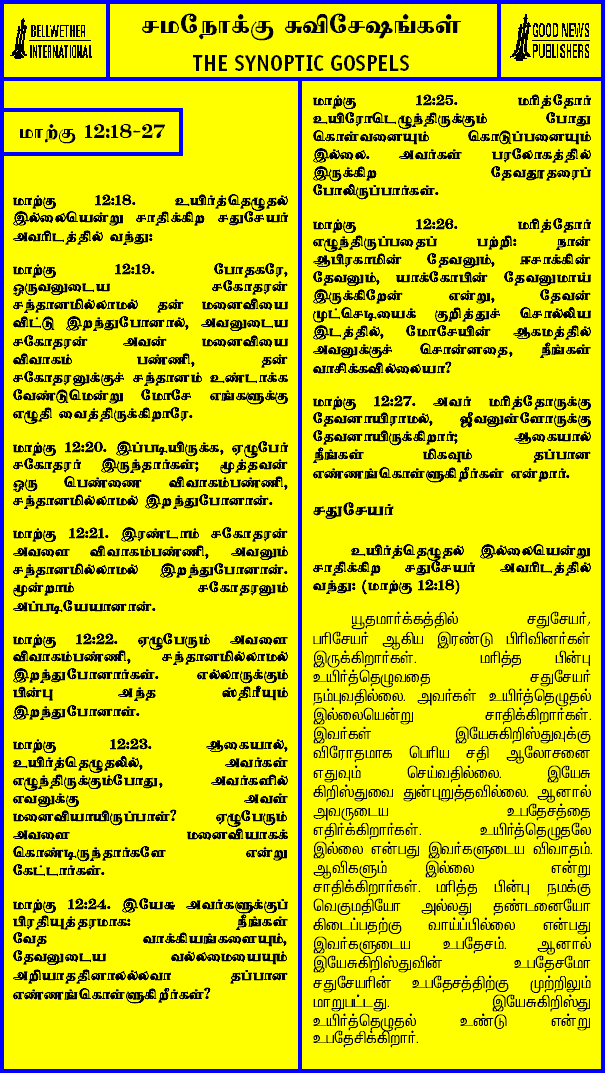 BELLWETHER
INTERNATIONAL
சமநோக்கு சுவிசேஷங்கள்
THE SYNOPTIC GOSPELS
GOOD NEWS
PUBLISHERS
மாற்கு 12:18-27
மாற்கு 12:18. உயிர்த்தெழுதல்
இல்லையென்று சாதிக்கிற சதுசேயர்
அவரிடத்தில் வந்து:
மாற்கு 12:19. போதகரே,
ஒருவனுடைய சகோதரன்
சந்தானமில்லாமல் தன் மனைவியை
விட்டு இறந்துபோனால், அவனுடைய
சகோதரன் அவன் மனைவியை
விவாகம் பண்ணி, தன்
சகோதரனுக்குச் சந்தானம் உண்டாக்க
வேண்டுமென்று மோசே எங்களுக்கு
எழுதி வைத்திருக்கிறாரே.
மாற்கு 12:20. இப்படியிருக்க, ஏழுபேர்
சகோதரர் இருந்தார்கள்; மூத்தவன்
ஒரு பெண்ணை விவாகம்பண்ணி,
சந்தானமில்லாமல் இறந்துபோனான்.
மாற்கு 12:21. இரண்டாம் சகோதரன்
அவளை விவாகம்பண்ணி, அவனும்
சந்தானமில்லாமல் இறந்துபோனான்.
மூன்றாம் சகோதரனும்
அப்படியேயானான்.
மாற்கு 12:22. ஏழுபேரும் அவளை
விவாகம்பண்ணி, சந்தானமில்லாமல்
இறந்துபோனார்கள். எல்லாருக்கும்
பின்பு அந்த ஸ்திரீயும்
இறந்துபோனாள்.
மாற்கு 12:23. ஆகையால்,
உயிர்த்தெழுதலில், அவர்கள்
எழுந்திருக்கும்போது, அவர்களில்
எவனுக்கு அவள்
மனைவியாயிருப்பாள்? ஏழுபேரும்
அவளை மனைவியாகக்
கொண்டிருந்தார்களே என்று
கேட்டார்கள்.
மாற்கு 12:24. இயேசு அவர்களுக்குப்
பிரதியுத்தரமாக: நீங்கள்
வேத வாக்கியங்களையும்,
தேவனுடைய வல்லமையையும்
அறியாததினாலல்லவா தப்பான
எண்ணங்கொள்ளுகிறீர்கள்?
மாற்கு 12:25. மரித்தோர்
உயிரோடெழுந்திருக்கும் போது
கொள்வனையும் கொடுப்பனையும்
இல்லை. அவர்கள் பரலோகத்தில்
இருக்கிற தேவதூதரைப்
போலிருப்பார்கள்.
மாற்கு 12:26. மரித்தோர்
எழுந்திருப்பதைப் பற்றி: நான்
ஆபிரகாமின் தேவனும், ஈசாக்கின்
தேவனும், யாக்கோபின் தேவனுமாய்
இருக்கிறேன் என்று, தேவன்
முட்செடியைக் குறித்துச் சொல்லிய
இடத்தில், மோசேயின் ஆகமத்தில்
அவனுக்குச் சொன்னதை, நீங்கள்
வாசிக்கவில்லையா?
மாற்கு 12:27. அவர் மரித்தோருக்கு
தேவனாயிராமல், ஜீவனுள்ளோருக்கு
தேவனாயிருக்கிறார்; ஆகையால்
நீங்கள் மிகவும் தப்பான
எண்ணங்கொள்ளுகிறீர்கள் என்றார்.
சதுசேயர்
உயிர்த்தெழுதல் இல்லையென்று
சாதிக்கிற சதுசேயர் அவரிடத்தில்
வந்து: (மாற்கு 12:18)
யூதமார்க்கத்தில் சதுசேயர்,
பரிசேயர் ஆகிய இரண்டு பிரிவினர்கள்
இருக்கிறார்கள். மரித்த பின்பு
உயிர்த்தெழுவதை சதுசேயர்
நம்புவதில்லை. அவர்கள் உயிர்த்தெழுதல்
இல்லையென்று சாதிக்கிறார்கள்.
இவர்கள் இயேசுகிறிஸ்துவுக்கு
விரோதமாக பெரிய சதி ஆலோசனை
எதுவும் செய்வதில்லை. இயேசு
கிறிஸ்துவை துன்புறுத்தவில்லை. ஆனால்
அவருடைய உபதேசத்தை
எதிர்க்கிறார்கள். உயிர்த்தெழுதலே
இல்லை என்பது இவர்களுடைய விவாதம்.
ஆவிகளும் இல்லை என்று
சாதிக்கிறார்கள். மரித்த பின்பு நமக்கு
வெகுமதியோ அல்லது தண்டனையோ
கிடைப்பதற்கு வாய்ப்பில்லை என்பது
இவர்களுடைய உபதேசம். ஆனால்
இயேசுகிறிஸ்துவின் உபதேசமோ
சதுசேயரின் உபதேசத்திற்கு முற்றிலும்
மாறுபட்டது. இயேசுகிறிஸ்து
உயிர்த்தெழுதல் உண்டு என்று
உபதேசிக்கிறார்.